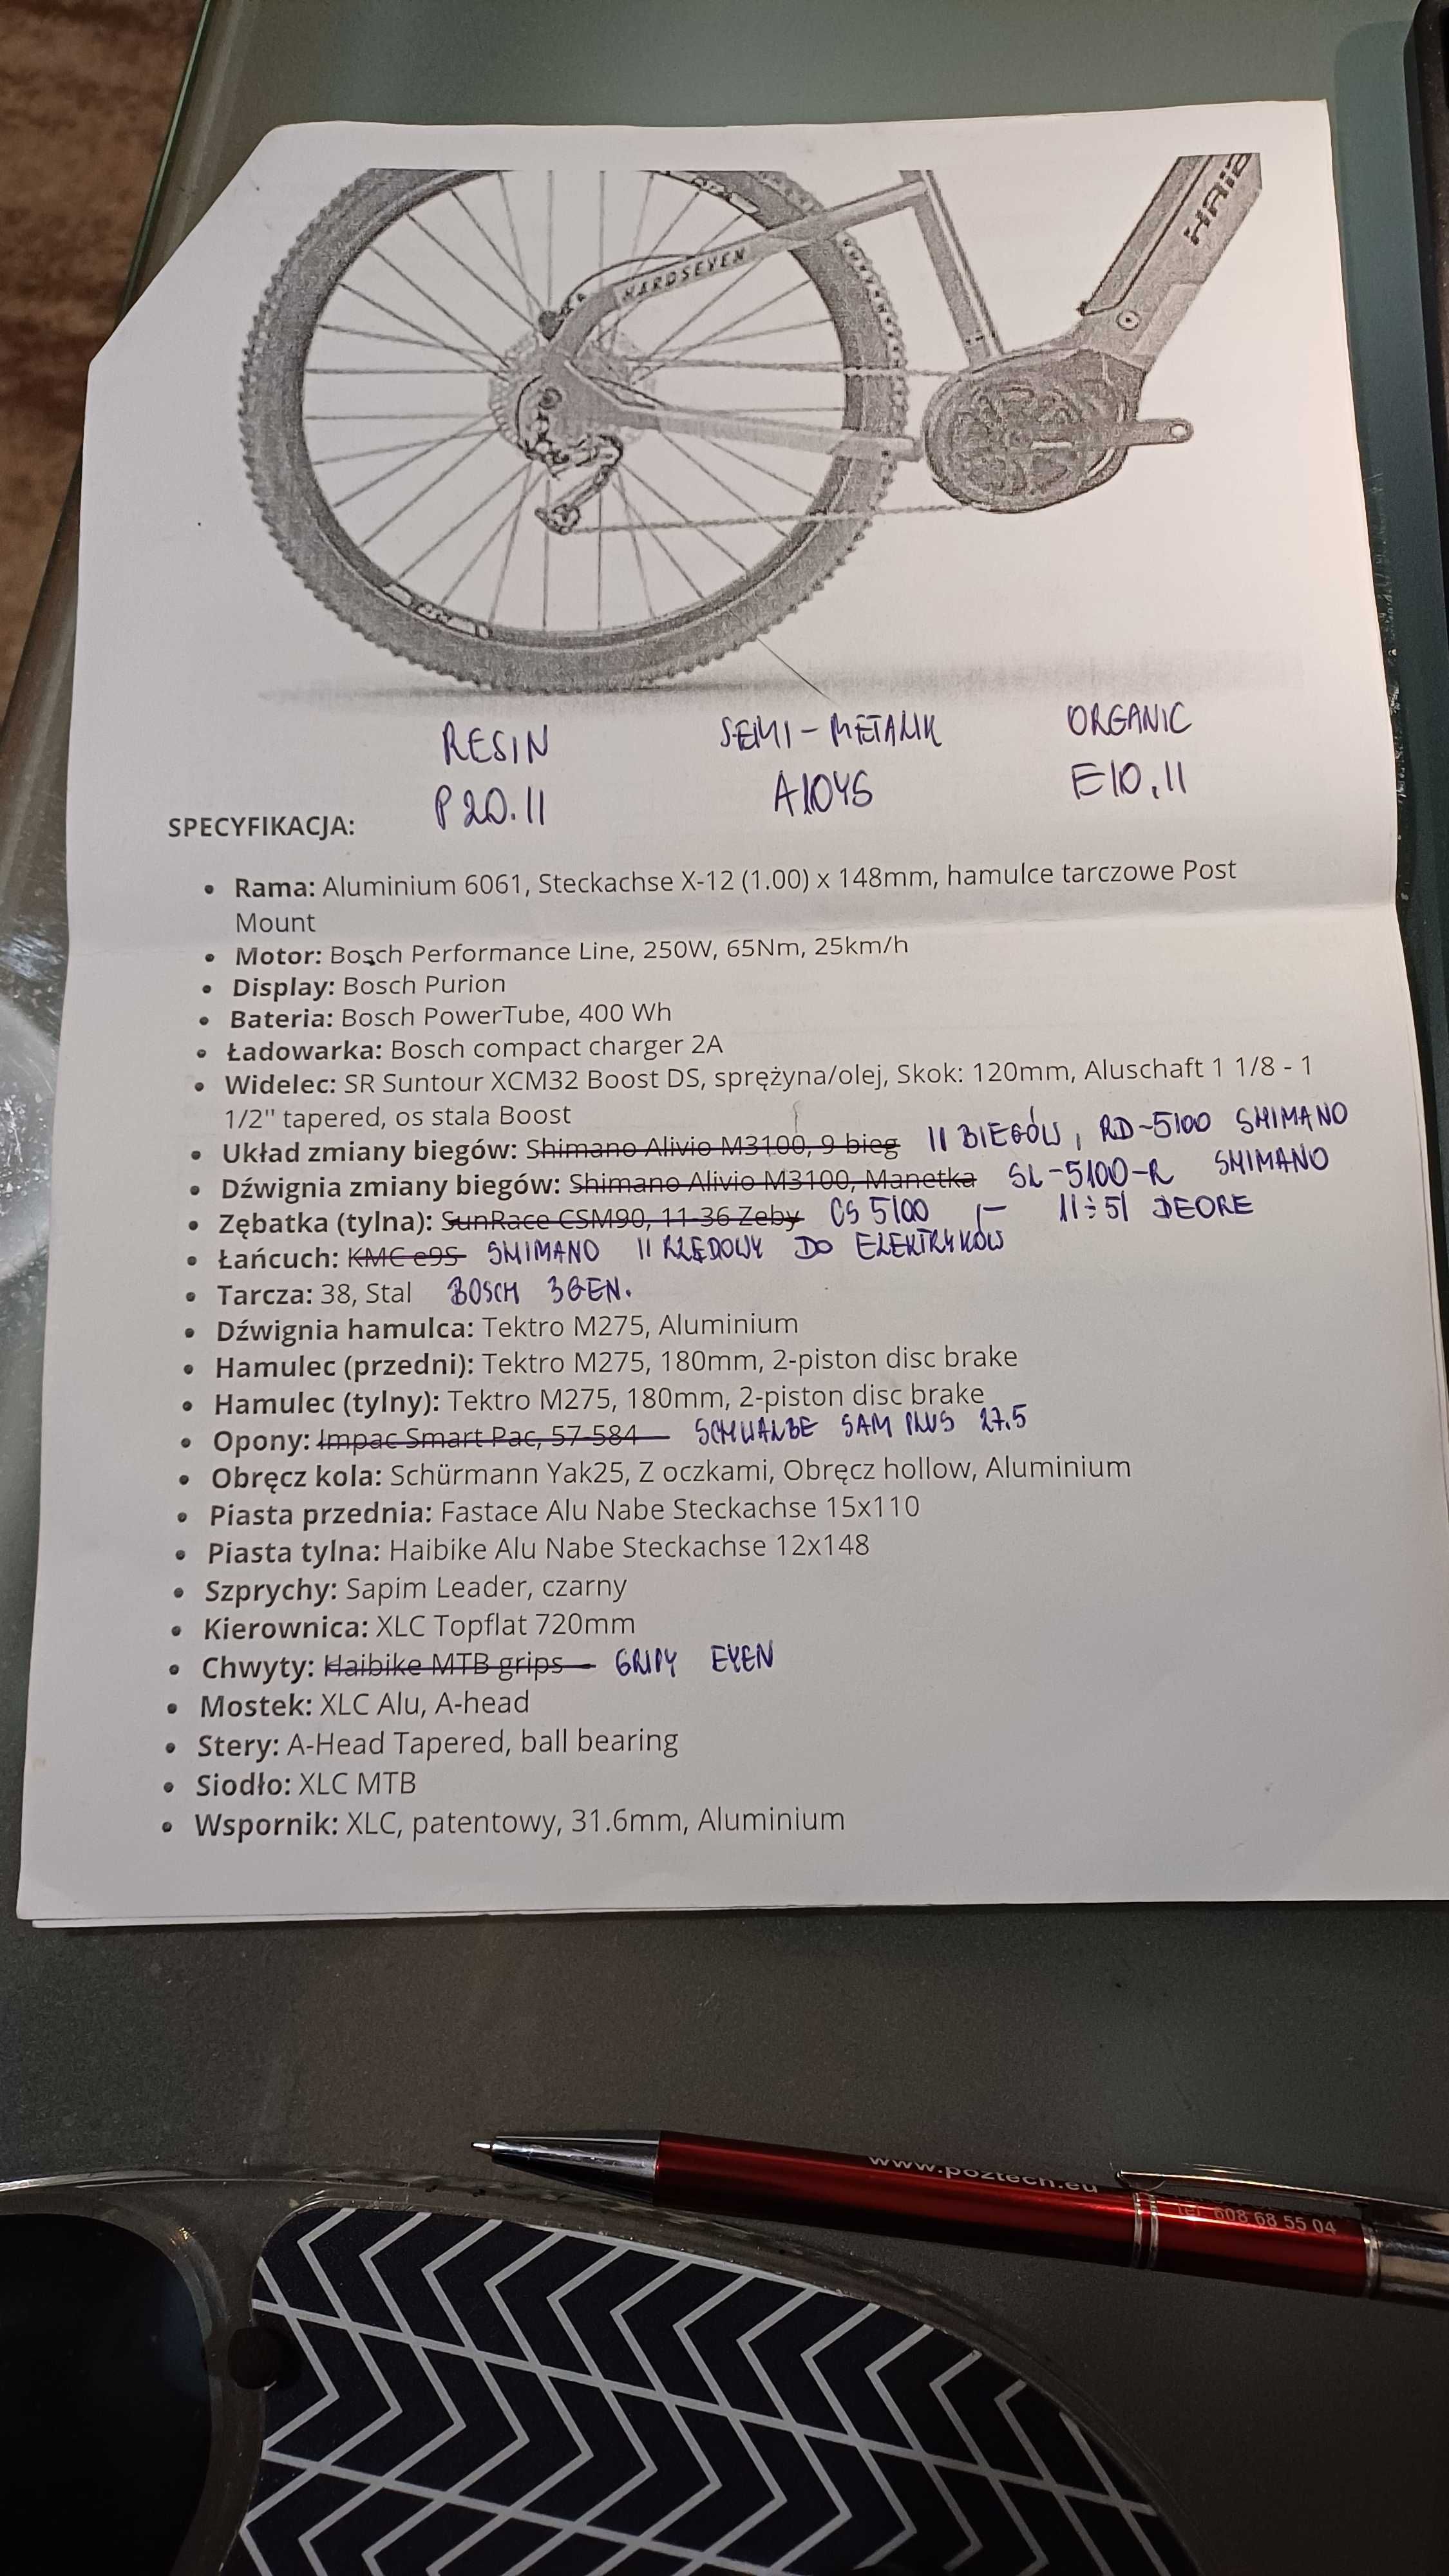 HAIB
HARDSEVEN
RESIN SEMI-METALIK ORGANIC
P20.11 A10YS E10.11
SPECYFIKACJA:
• Rama: Aluminium 6061, Steckachse X-12 (1.00) x 148mm, hamulce tarczowe Post
Mount
• Motor: Bosch Performance Line, 250W, 65Nm, 25km/h
• Display: Bosch Purion
• Bateria: Bosch PowerTube, 400 Wh
• Ładowarka: Bosch compact charger 2A
• Widelec: SR Suntour XCM32 Boost DS, sprężyna/olej, Skok: 120mm, Aluschaft 1 1/8 - 1
1/2" tapered, os stala Boost
• Układ zmiany biegów: Shimano Alivio M3100, 9 bieg 11 BIEGÓW, RD-5100 SHIMANO
• Dźwignia zmiany biegów: Shimano Alivio M3100, Manetka SL-5100-R SHIMANO
• Zębatka (tylna): SunRace CSM90, 11-36 Zeby CS 5100 11÷51 DEORE
• Łańcuch: KMC e9S SHIMANO 11 RZĘDOWY DO ELEKTRYKÓW
• Tarcza: 38, Stal BOSCH 3GEN.
• Dźwignia hamulca: Tektro M275, Aluminium
• Hamulec (przedni): Tektro M275, 180mm, 2-piston disc brake
• Hamulec (tylny): Tektro M275, 180mm, 2-piston disc brake
• Opony: Impac Smart Pac, 57-584 SCHWALBE SAM PLUS 27.5
• Obręcz kola: Schürmann Yak25, Z oczkami, Obręcz hollow, Aluminium
• Piasta przednia: Fastace Alu Nabe Steckachse 15x110
• Piasta tylna: Haibike Alu Nabe Steckachse 12x148
• Szprychy: Sapim Leader, czarny
• Kierownica: XLC Topflat 720mm
• Chwyty: Haibike MTB grips GRIPY EYEN
• Mostek: XLC Alu, A-head
• Stery: A-Head Tapered, ball bearing
• Siodło: XLC MTB
• Wspornik: XLC, patentowy, 31.6mm, Aluminium
www.poztech.eu
tel. 608 68 55 04